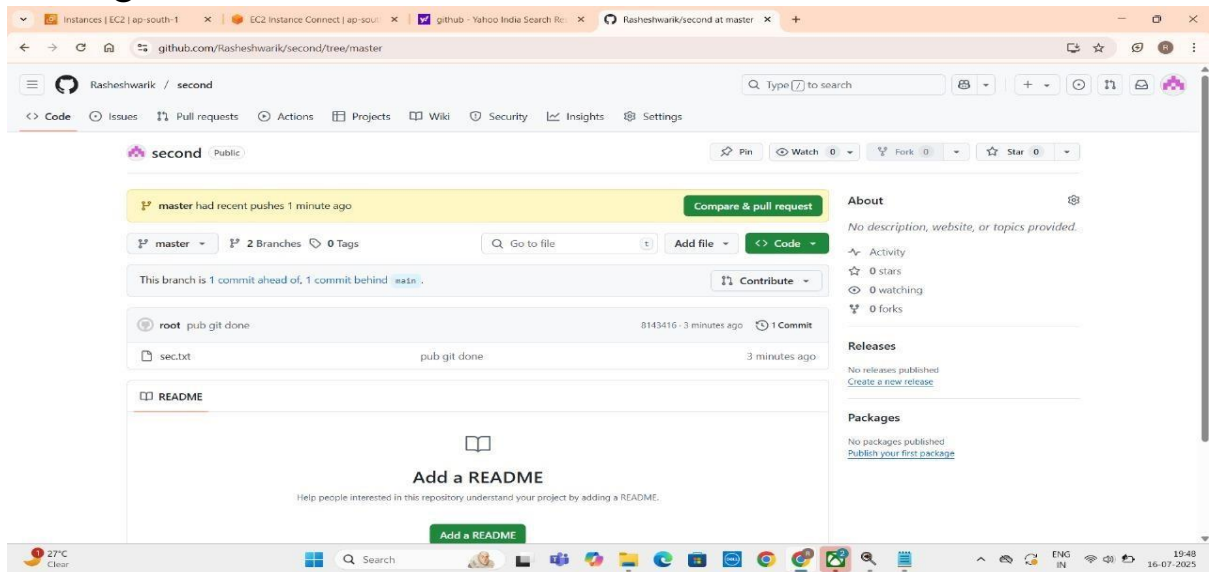 Instances | EC2 | ap-south-1
EC2 Instance Connect | ap-sout
github - Yahoo India Search Re
Rasheshwarik/second at master
github.com/Rasheshwarik/second/tree/master
Rasheshwarik / second
Type / to search
Code Issues Pull requests Actions Projects Wiki Security Insights Settings
second Public
Pin Watch 0 Fork 0 Star 0
master had recent pushes 1 minute ago Compare & pull request
master 2 Branches 0 Tags Go to file t Add file Code
This branch is 1 commit ahead of, 1 commit behind main .
Contribute
root pub git done 8143416 · 3 minutes ago 1 Commit
sec.txt pub git done 3 minutes ago
README
Add a README
Help people interested in this repository understand your project by adding a README.
Add a README
About
No description, website, or topics provided.
Activity
0 stars
0 watching
0 forks
Releases
No releases published
Create a new release
Packages
No packages published
Publish your first package
27°C
Clear
Search
ENG
IN
19:48
16-07-2025